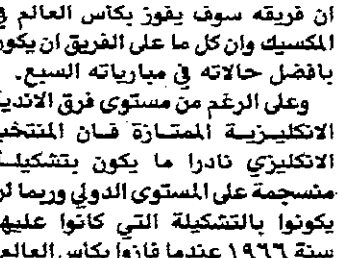 ان فريقه سوف يفوز بكأس العالم في
المكسيك وان كل ما على الفريق ان يكون
بافضل حالاته في مبارياته السبع.
وعلى الرغم من مستوى فرق الاندية
الانكليزية الممتازة فان المنتخب
الانكليزي نادرا ما يكون بتشكيلة
منسجمة على المستوى الدولي وربما لن
يكونوا بالتشكيلة التي كانوا عليها
سنة ١٩٦٦ عندما فازوا بكأس العالم